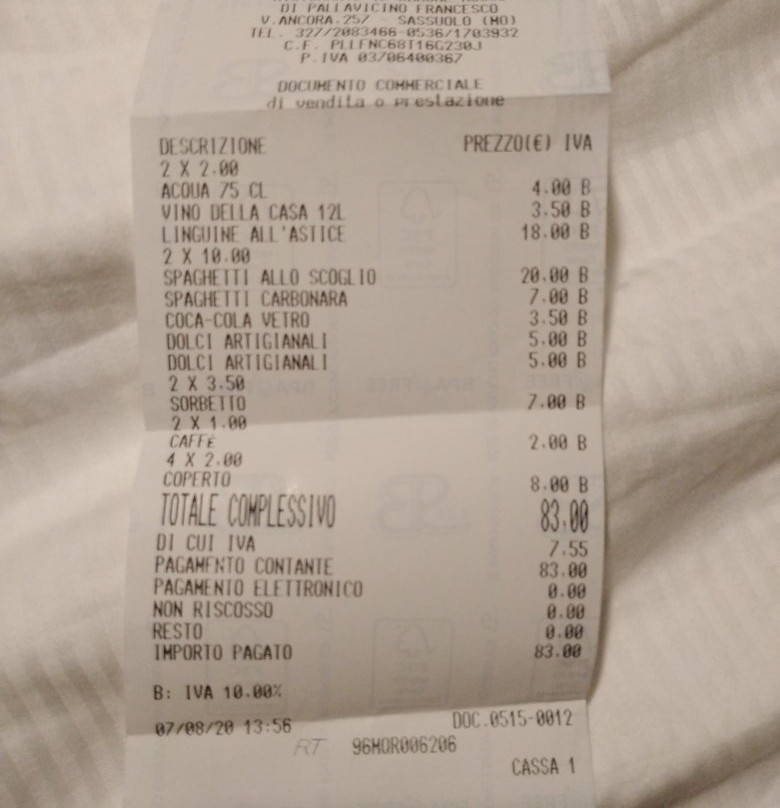 DI PALLAVICINO FRANCESCO
V.ANCORA.257 - SASSUOLO (MO)
TEL. 327/2083466-0536/1703932
C.F. PLLFNC68T16G230J
P.IVA 03706400367
DOCUMENTO COMMERCIALE
di vendita o prestazione
DESCRIZIONE PREZZO(€) IVA
2 X 2.00
ACQUA 75 CL 4.00 B
VINO DELLA CASA 12L 3.50 B
LINGUINE ALL'ASTICE 18.00 B
2 X 10.00
SPAGHETTI ALLO SCOGLIO 20.00 B
SPAGHETTI CARBONARA 7.00 B
COCA-COLA VETRO 3.50 B
DOLCI ARTIGIANALI 5.00 B
DOLCI ARTIGIANALI 5.00 B
2 X 3.50
SORBETTO 7.00 B
2 X 1.00
CAFFÈ 2.00 B
4 X 2.00
COPERTO 8.00 B
TOTALE COMPLESSIVO 83.00
DI CUI IVA 7.55
PAGAMENTO CONTANTE 83.00
PAGAMENTO ELETTRONICO 0.00
NON RISCOSSO 0.00
RESTO 0.00
IMPORTO PAGATO 83.00
B: IVA 10.00%
07/08/20 13:56 DOC.0515-0012
RT 96MOR006206
CASSA 1